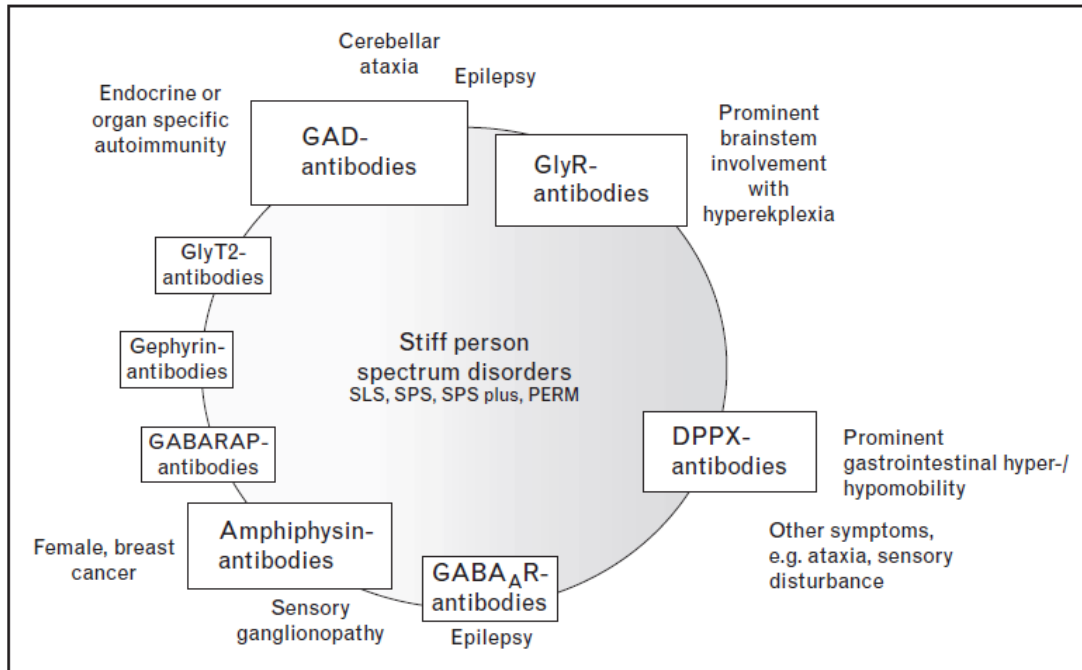 Cerebellar
ataxia
Epilepsy
Endocrine or
organ specific
autoimmunity
GAD-
antibodies
GlyR-
antibodies
Prominent
brainstem
involvement
with
hyperekplexia
GlyT2-
antibodies
Gephyrin-
antibodies
Stiff person
spectrum disorders
SLS, SPS, SPS plus, PERM
GABARAP-
antibodies
DPPX-
antibodies
Prominent
gastrointestinal hyper-/
hypomobility
Female, breast
cancer
Amphiphysin-
antibodies
Sensory
ganglionopathy
GABAAR-
antibodies
Epilepsy
Other symptoms,
e.g. ataxia, sensory
disturbance